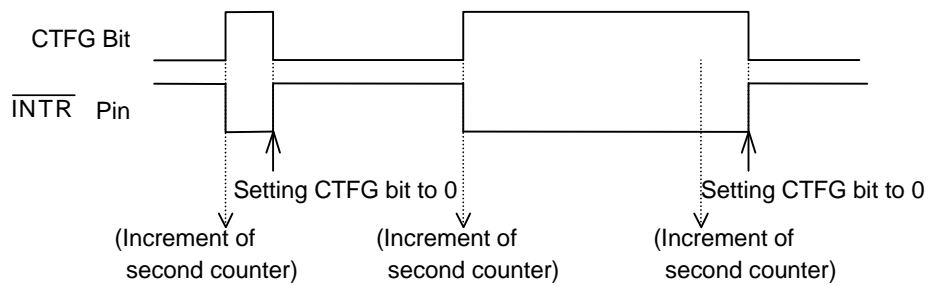 CTFG Bit
INTR Pin
Setting CTFG bit to 0
Setting CTFG bit to 0
(Increment of
second counter)
(Increment of
second counter)
(Increment of
second counter)